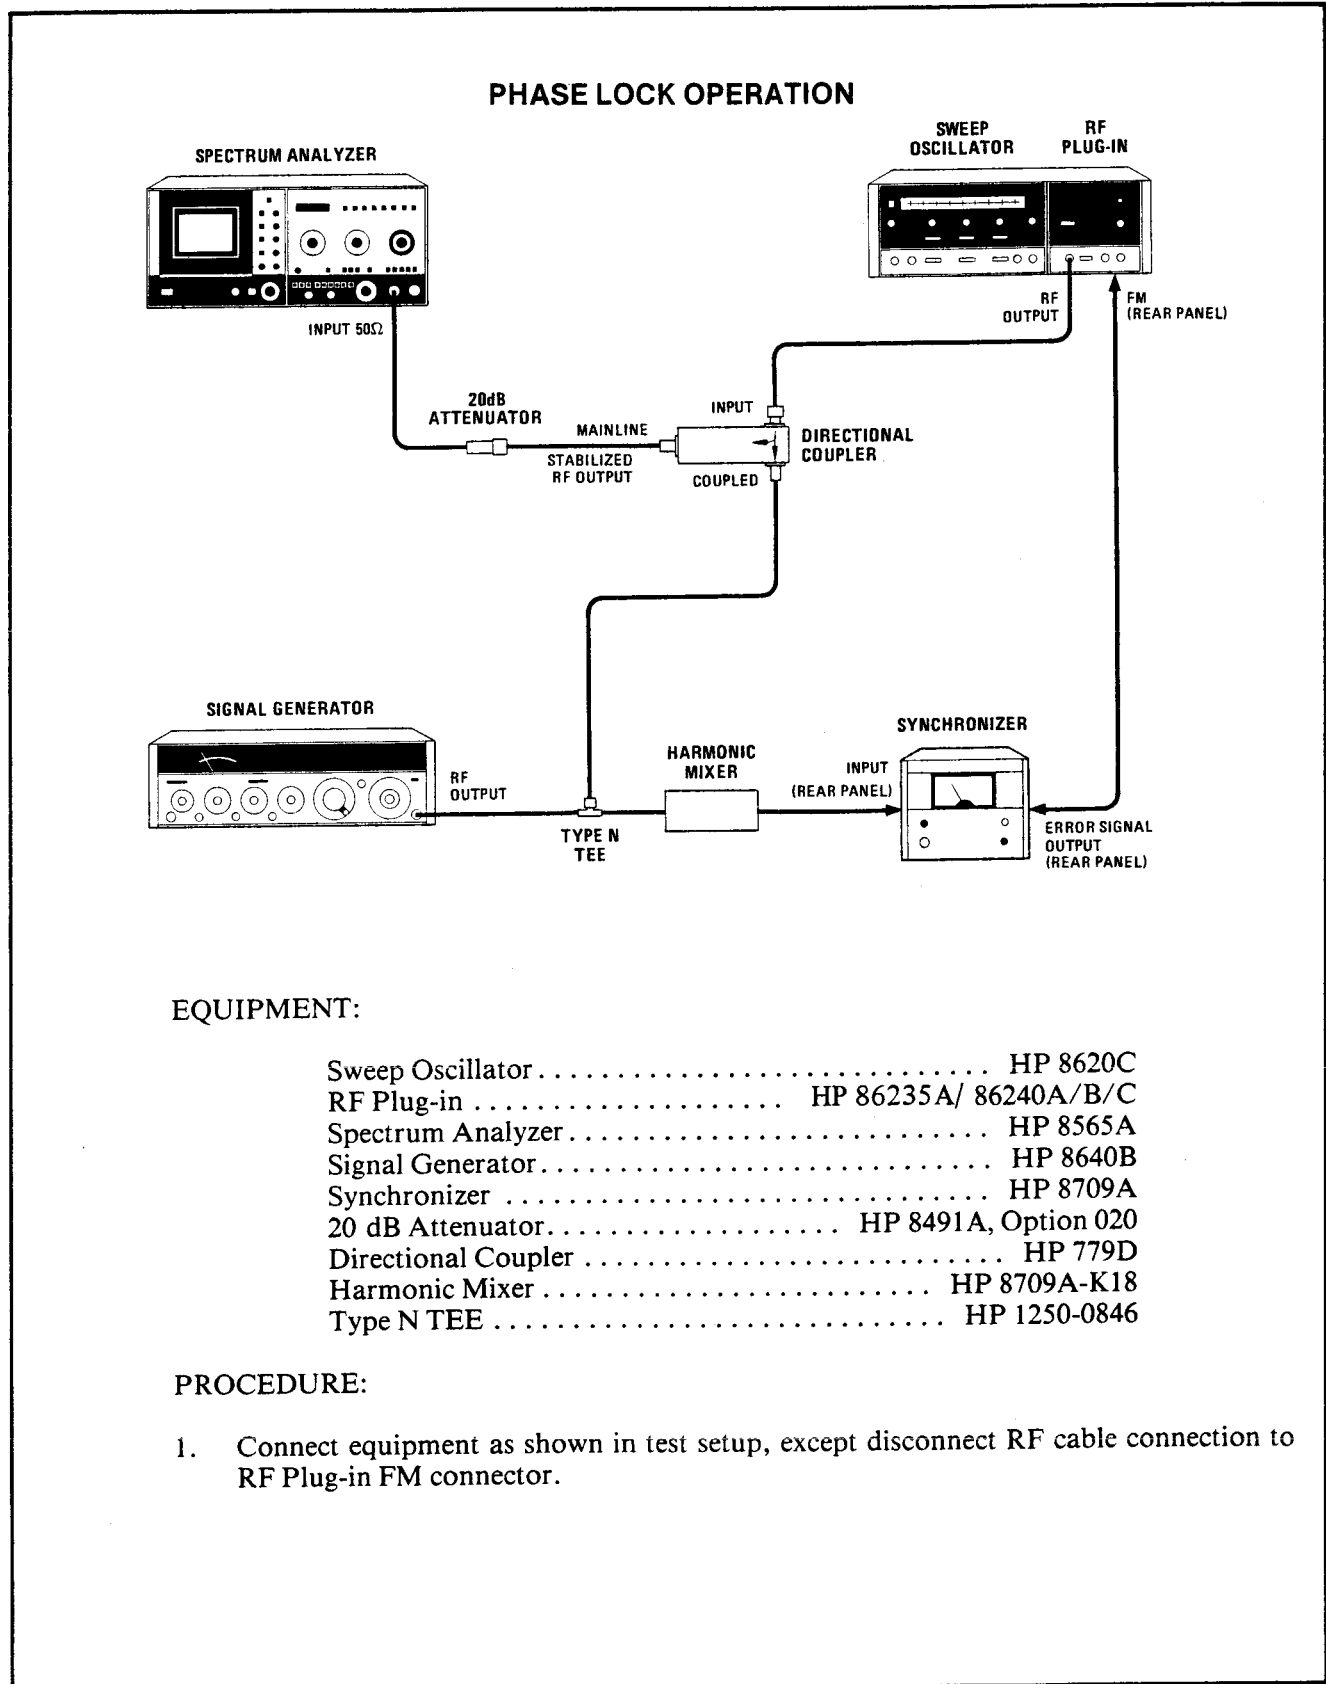 PHASE LOCK OPERATION
SPECTRUM ANALYZER
SWEEP
OSCILLATOR
RF
PLUG-IN
INPUT 50Ω
RF
OUTPUT
FM
(REAR PANEL)
20dB
ATTENUATOR
MAINLINE
STABILIZED
RF OUTPUT
INPUT
DIRECTIONAL
COUPLER
COUPLED
SIGNAL GENERATOR
RF
OUTPUT
TYPE N
TEE
HARMONIC
MIXER
SYNCHRONIZER
INPUT
(REAR PANEL)
ERROR SIGNAL
OUTPUT
(REAR PANEL)
EQUIPMENT:
Sweep Oscillator . . . . . . . . . . . . . . . . . . . . . . . . . . . . . HP 8620C
RF Plug-in . . . . . . . . . . . . . . . . . . . . HP 86235A/ 86240A/B/C
Spectrum Analyzer . . . . . . . . . . . . . . . . . . . . . . . . . . . HP 8565A
Signal Generator . . . . . . . . . . . . . . . . . . . . . . . . . . . . . HP 8640B
Synchronizer . . . . . . . . . . . . . . . . . . . . . . . . . . . . . . . HP 8709A
20 dB Attenuator . . . . . . . . . . . . . . . . . . . HP 8491A, Option 020
Directional Coupler . . . . . . . . . . . . . . . . . . . . . . . . . . . HP 779D
Harmonic Mixer . . . . . . . . . . . . . . . . . . . . . . . . . HP 8709A-K18
Type N TEE . . . . . . . . . . . . . . . . . . . . . . . . . . . . . HP 1250-0846
PROCEDURE:
1. Connect equipment as shown in test setup, except disconnect RF cable connection to
RF Plug-in FM connector.